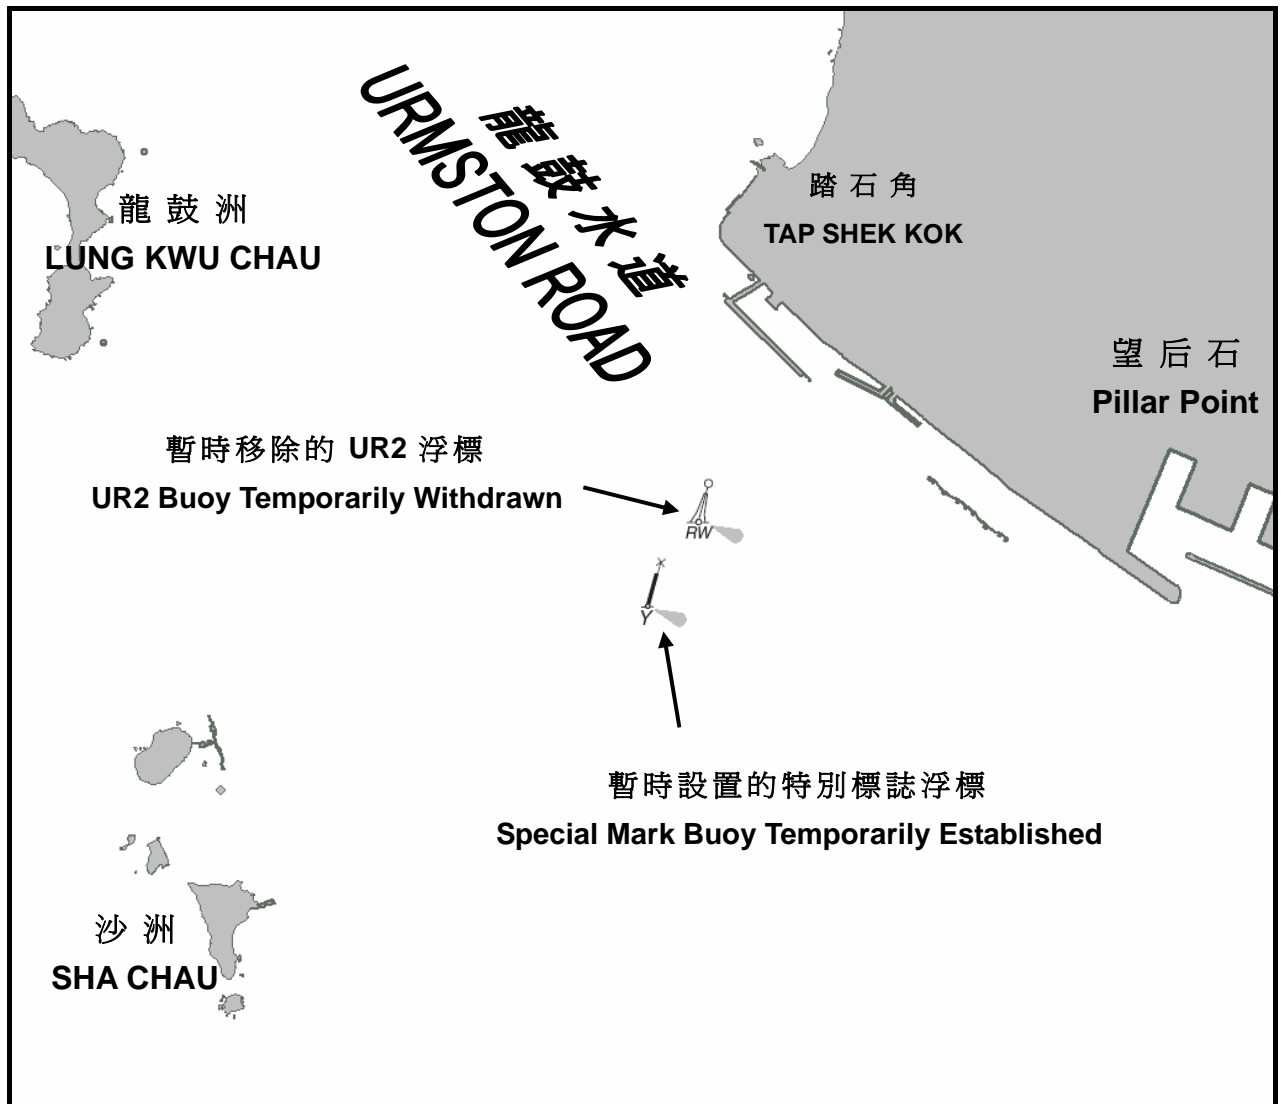 龍鼓水道
URMSTON ROAD
踏石角
TAP SHEK KOK
龍鼓洲
LUNG KWU CHAU
望后石
Pillar Point
暫時移除的 UR2 浮標
UR2 Buoy Temporarily Withdrawn
RW
Y
暫時設置的特別標誌浮標
Special Mark Buoy Temporarily Established
沙洲
SHA CHAU